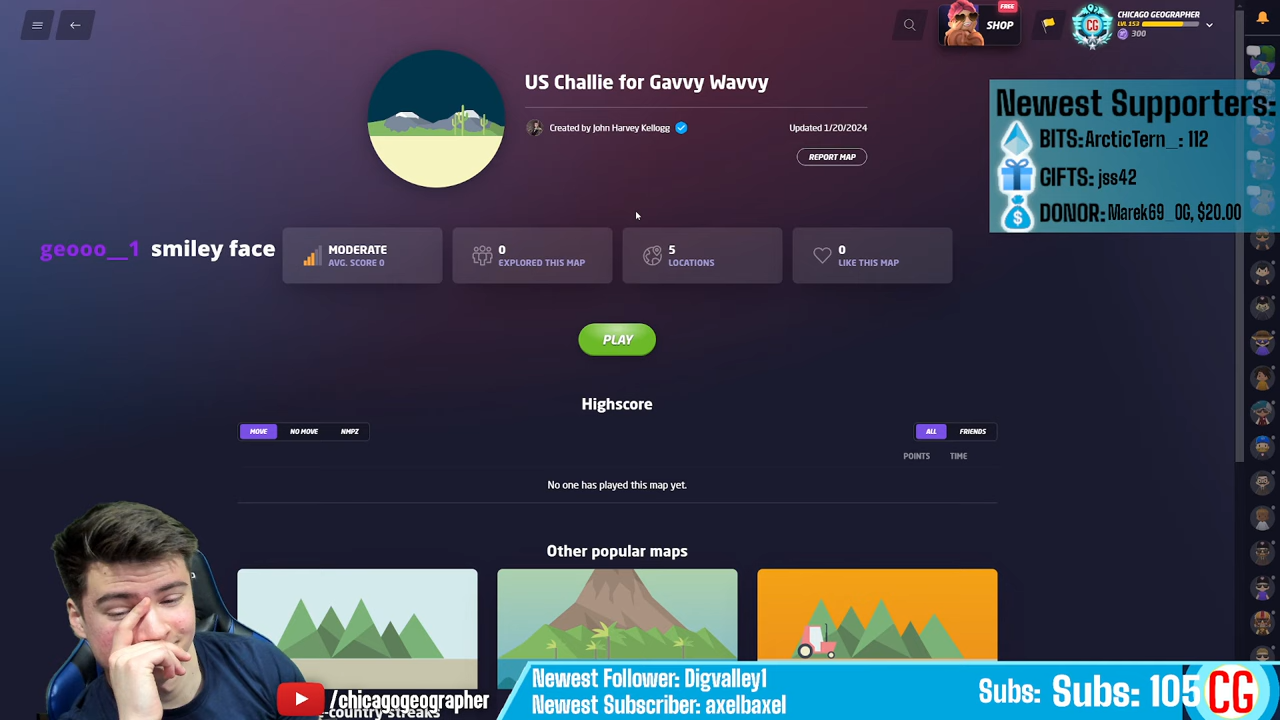 FREE
SHOP
CG
CHICAGO GEOGRAPHER
LVL 153
300
US Challie for Gavvy Wavvy
Created by John Harvey Kellogg
Updated 1/20/2024
REPORT MAP
Newest Supporters:
BITS:ArcticTern_: 112
GIFTS: jss42
DONOR: Marek69_OG, $20.00
geooo__1 smiley face
MODERATE
AVG. SCORE 0
0
EXPLORED THIS MAP
5
LOCATIONS
0
LIKE THIS MAP
PLAY
Highscore
MOVE
NO MOVE
NMPZ
ALL
FRIENDS
POINTS
TIME
No one has played this map yet.
Other popular maps
/chicagogeographer
-country streaks
Newest Follower: Digvalley1
Newest Subscriber: axelbaxel
Subs: Subs: 105
CG